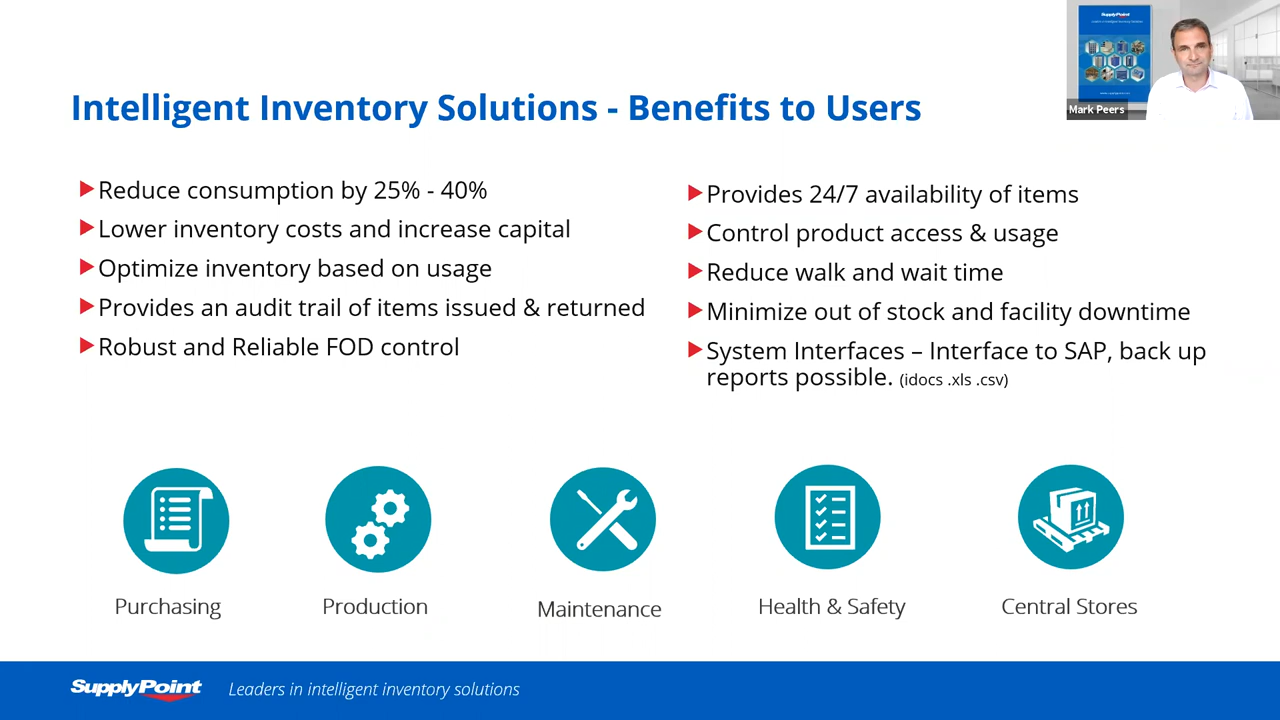 SupplyPoint
Mark Peers
Intelligent Inventory Solutions - Benefits to Users
Reduce consumption by 25% - 40%
Lower inventory costs and increase capital
Optimize inventory based on usage
Provides an audit trail of items issued & returned
Robust and Reliable FOD control
Provides 24/7 availability of items
Control product access & usage
Reduce walk and wait time
Minimize out of stock and facility downtime
System Interfaces – Interface to SAP, back up
reports possible. (idocs .xls .csv)
Purchasing
Production
Maintenance
Health & Safety
Central Stores
SupplyPoint
Leaders in intelligent inventory solutions